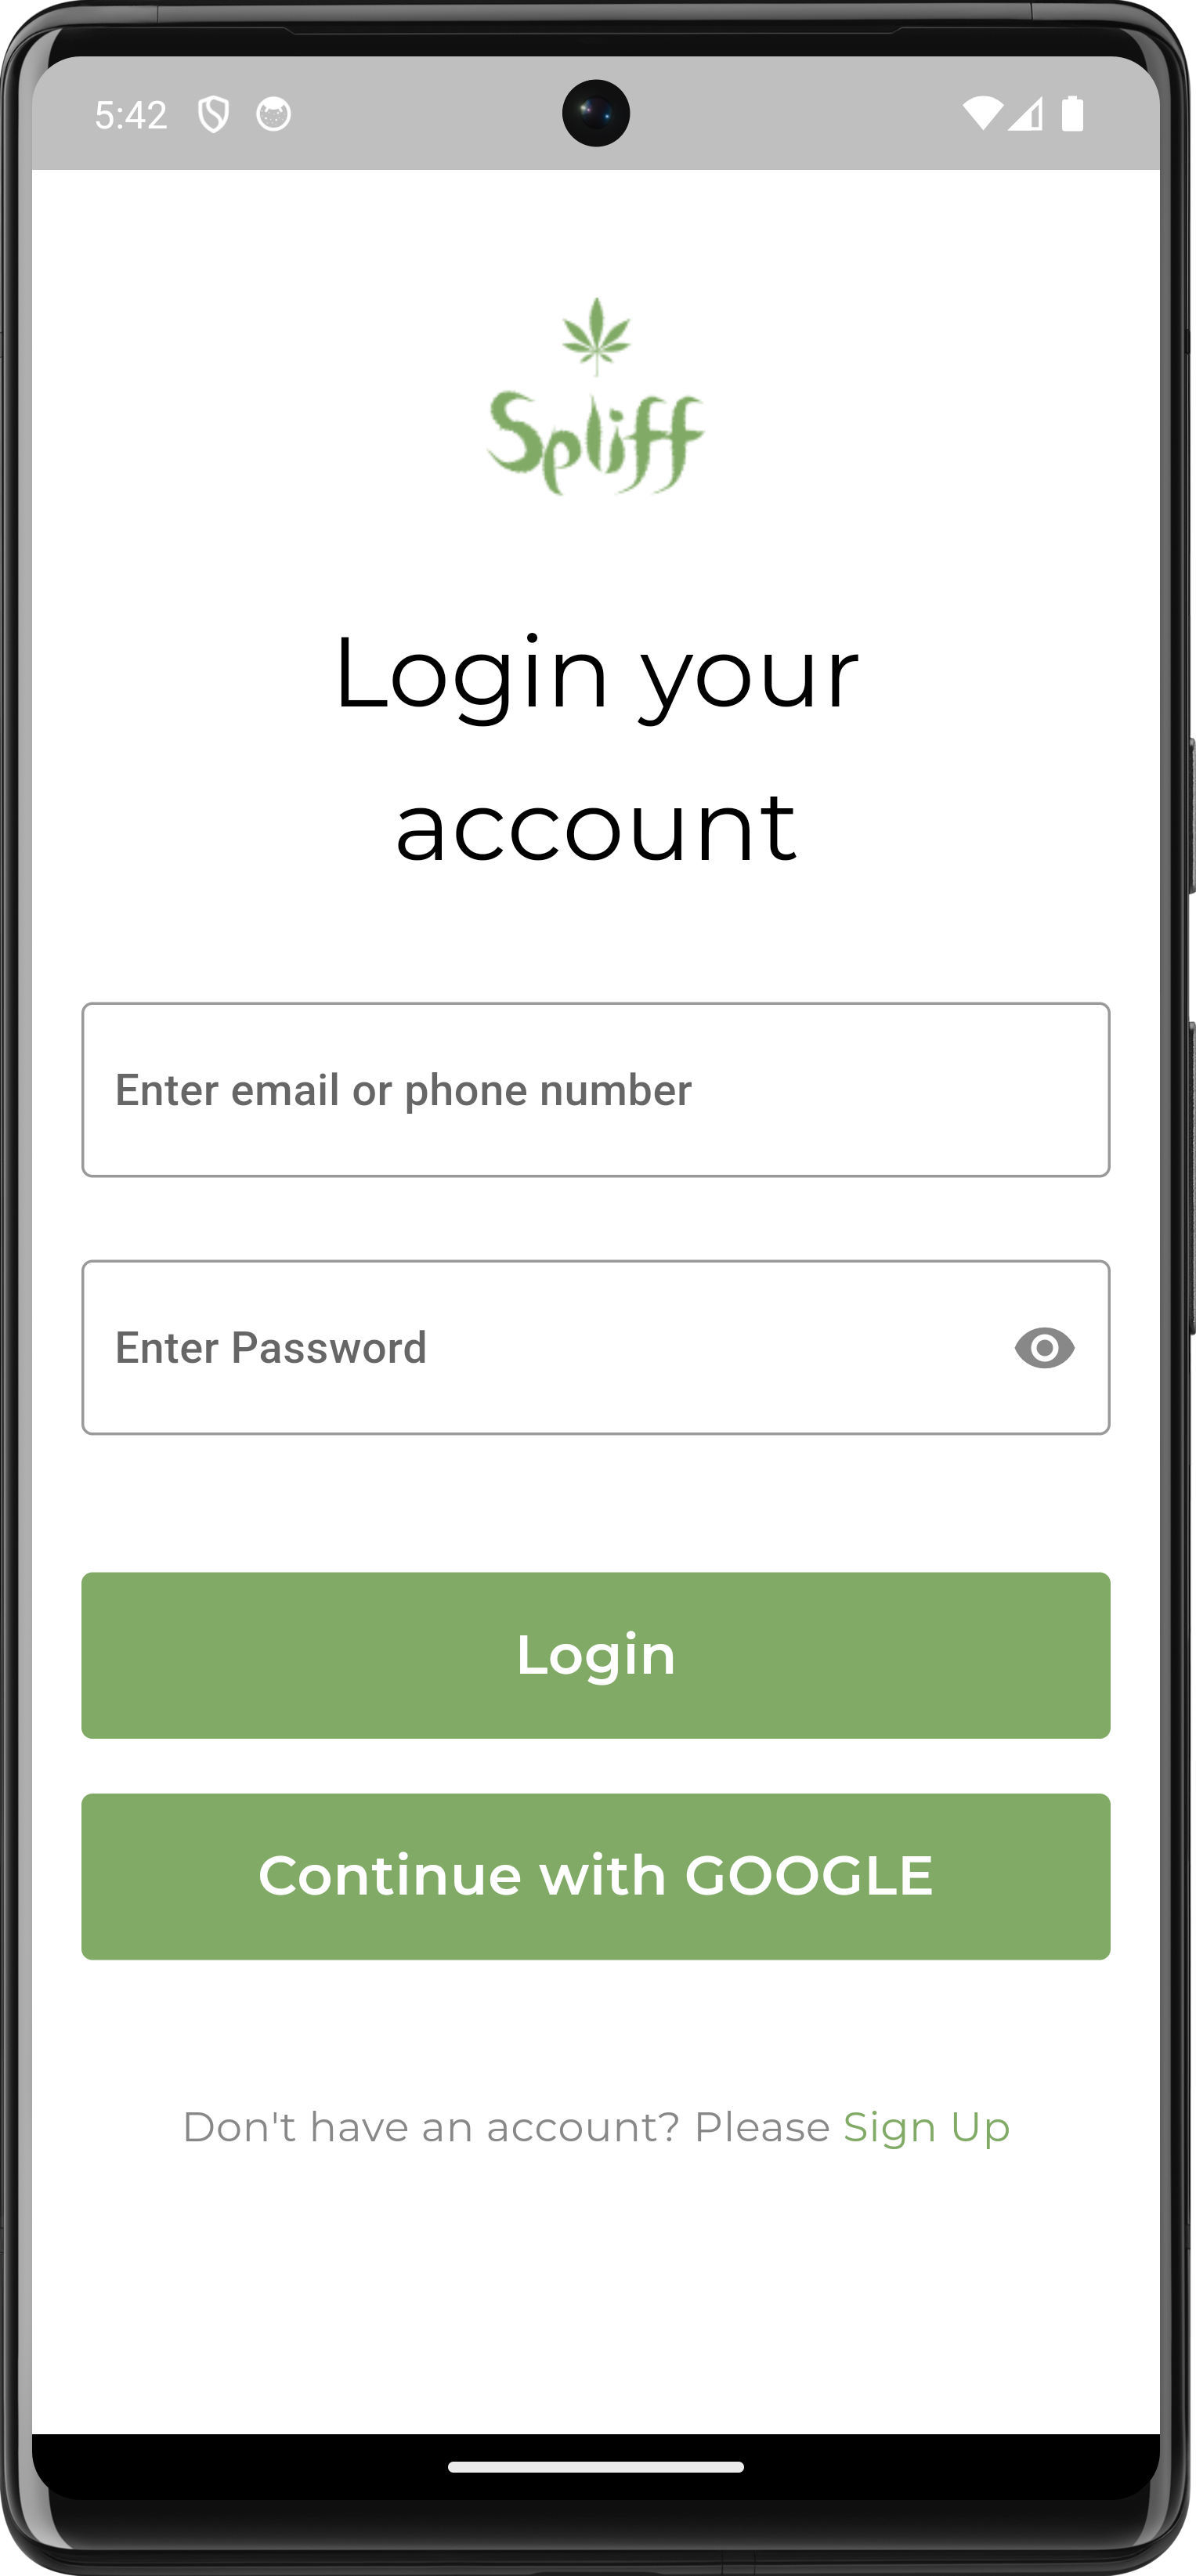 5:42
Spliff
Login your
account
Enter email or phone number
Enter Password
Login
Continue with GOOGLE
Don't have an account? Please Sign Up